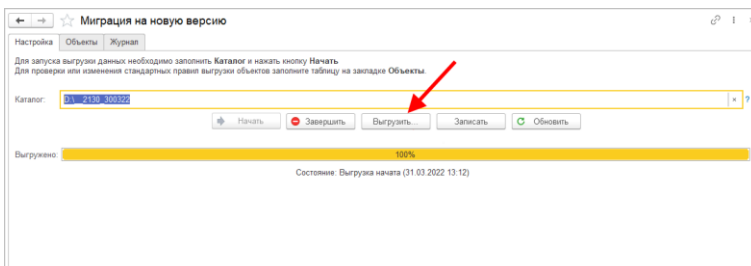 Миграция на новую версию
Настройка Объекты Журнал
Для запуска выгрузки данных необходимо заполнить Каталог и нажать кнопку Начать
Для проверки или изменения стандартных правил выгрузки объектов заполните таблицу на закладке Объекты.
Каталог: D:\__2130_300322 × ?
Начать Завершить Выгрузить... Записать Обновить
Выгружено: 100%
Состояние: Выгрузка начата (31.03.2022 13:12)